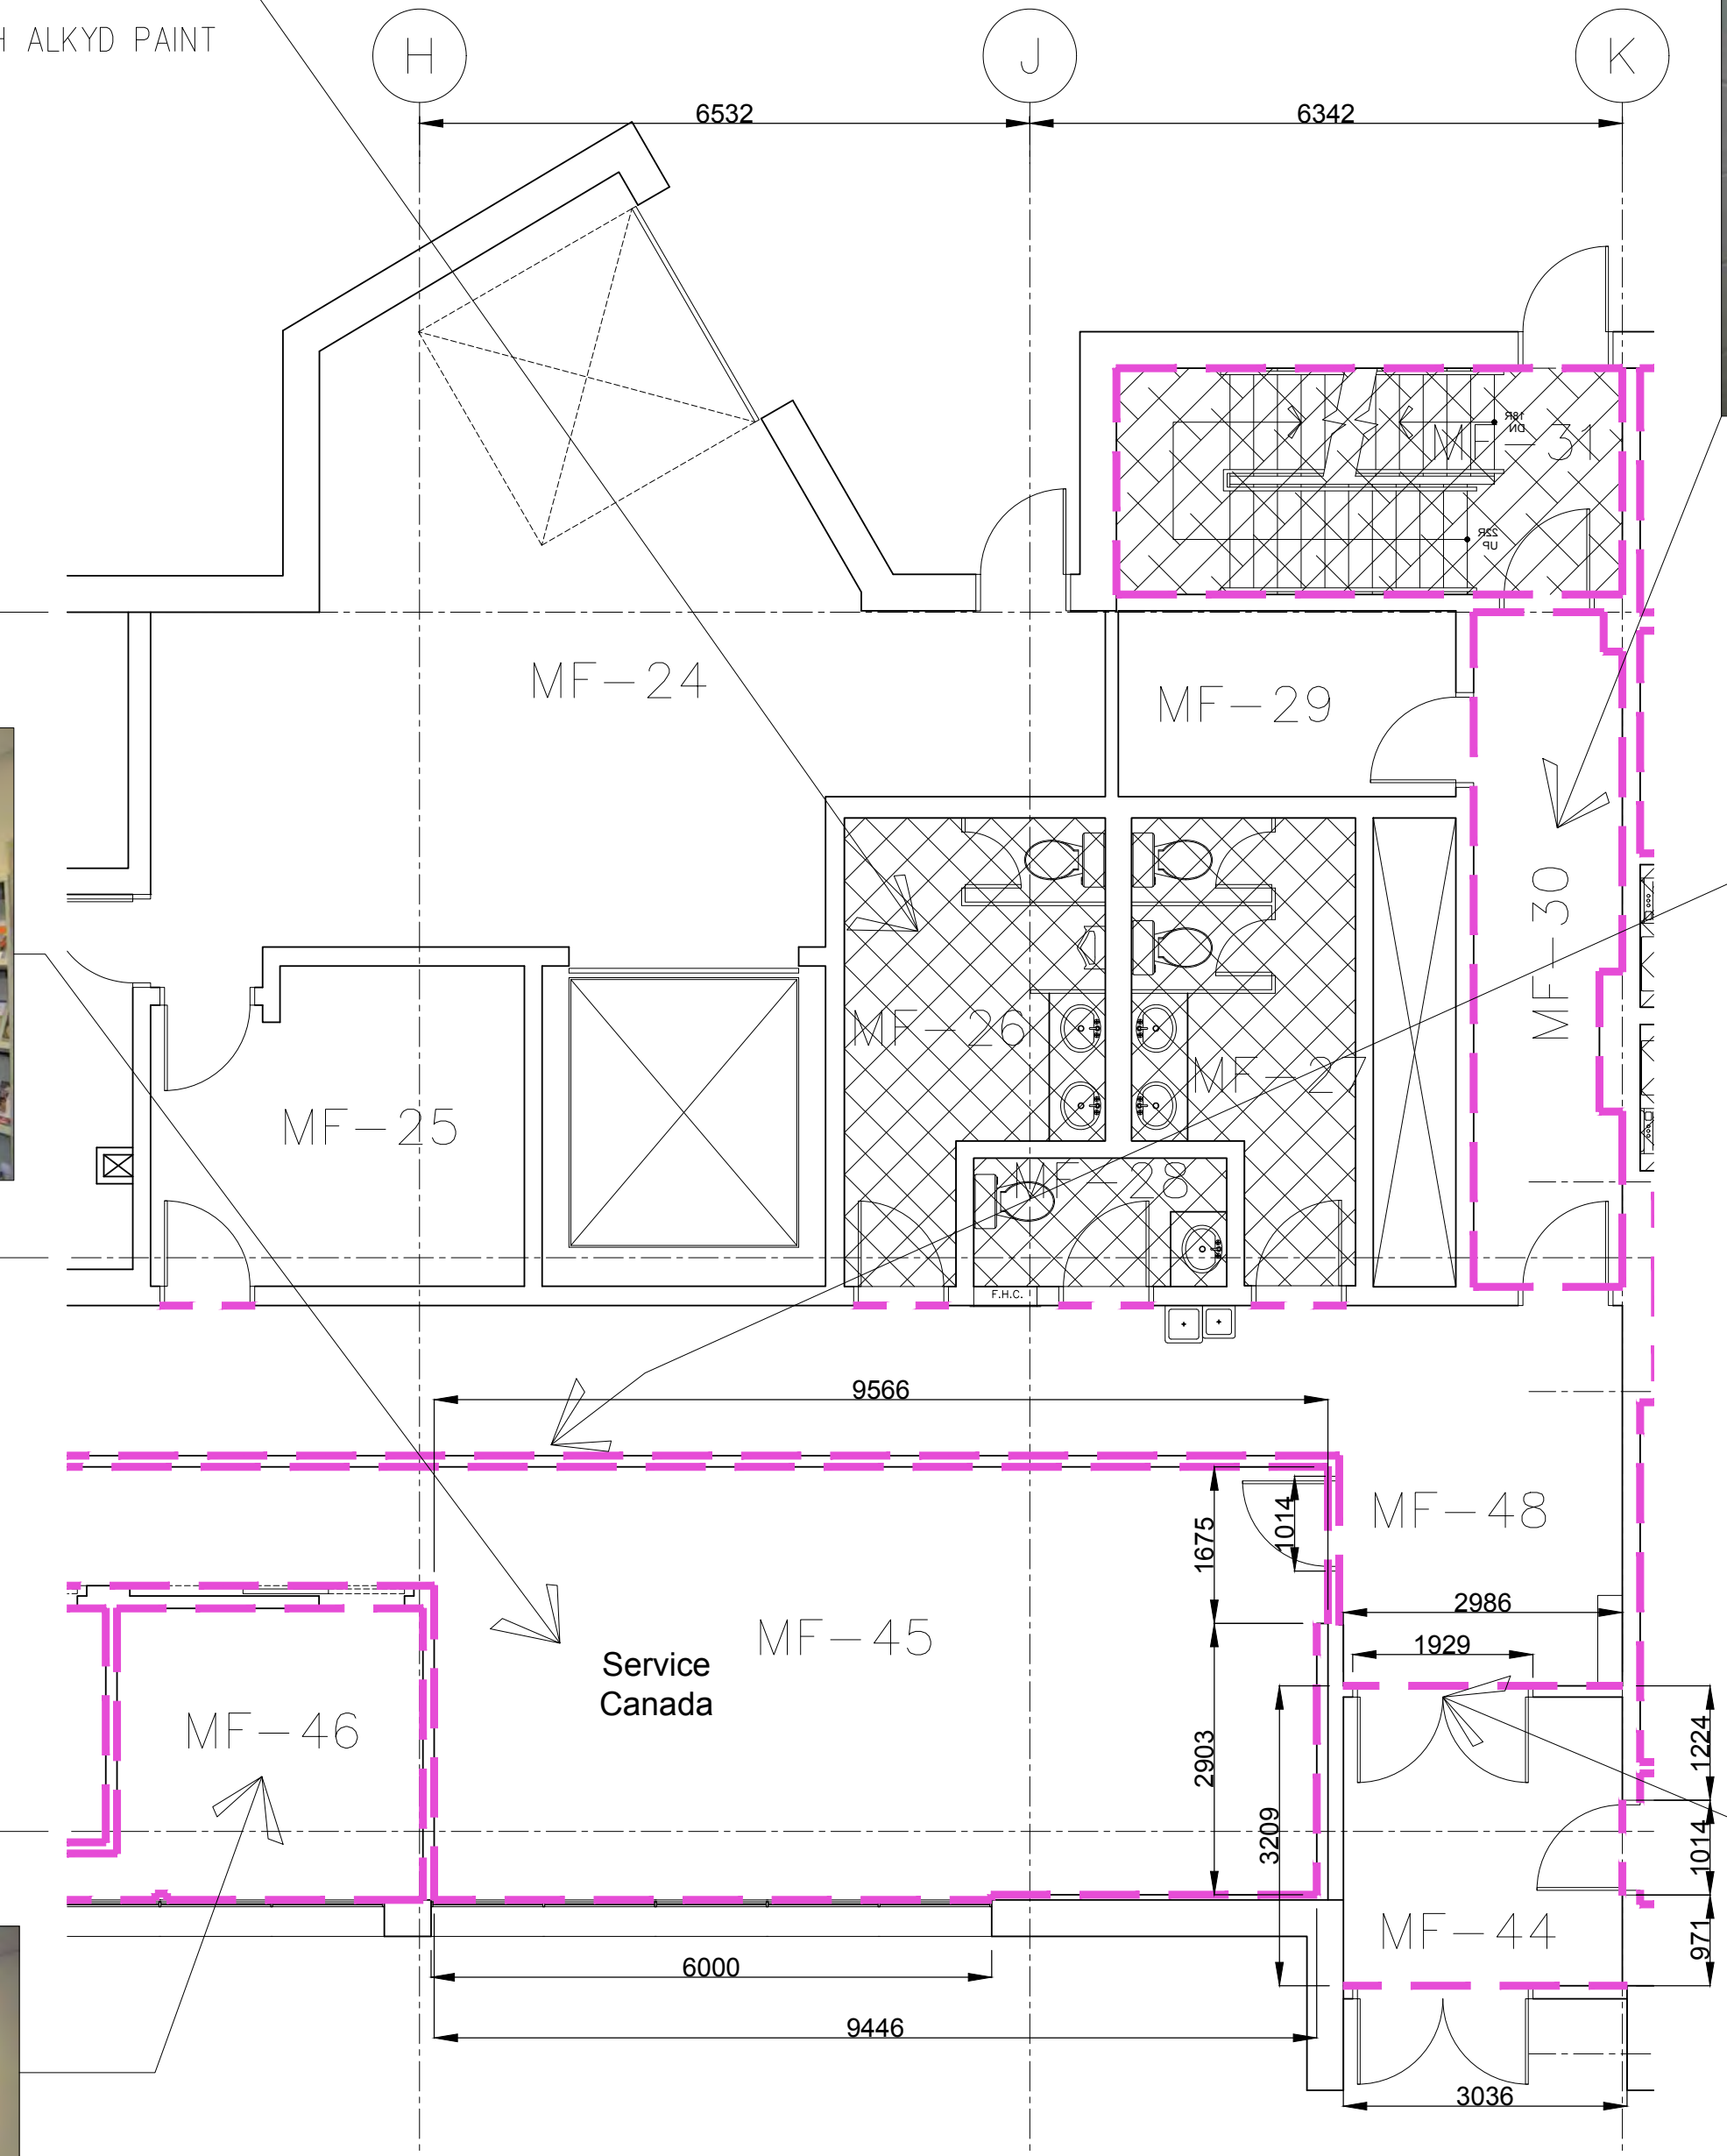 H ALKYD PAINT
H
J
K
6532
6342
18R
DN
MF-31
22R
UP
MF-24
MF-29
MF-30
MF-26
MF-27
MF-25
MF-28
F.H.C.
9566
1675
1014
MF-48
MF-45
2986
1929
Service
Canada
MF-46
2903
3209
1224
1014
MF-44
971
6000
9446
3036